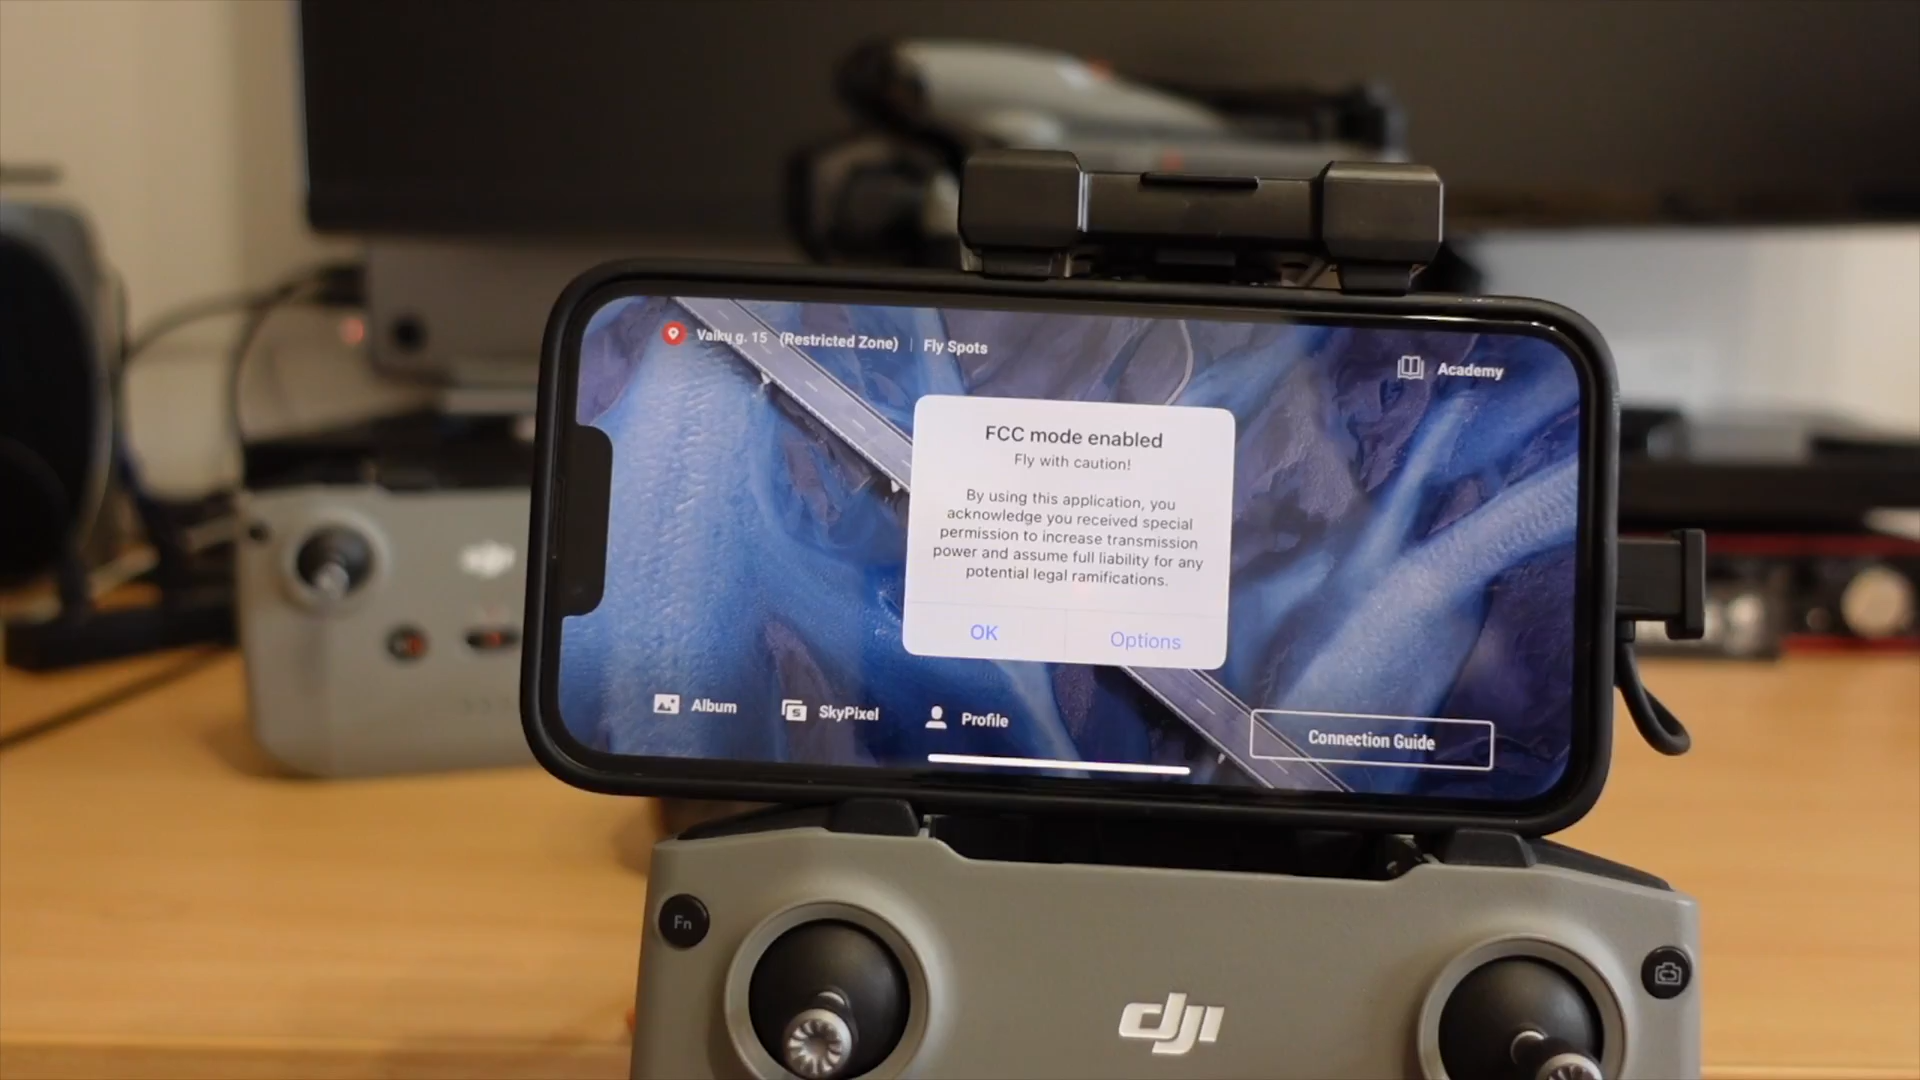 Vaiku g. 15 (Restricted Zone) | Fly Spots
Academy
FCC mode enabled
Fly with caution!
By using this application, you
acknowledge you received special
permission to increase transmission
power and assume full liability for any
potential legal ramifications.
OK
Options
Album
SkyPixel
Profile
Connection Guide
dji
Fn
dji